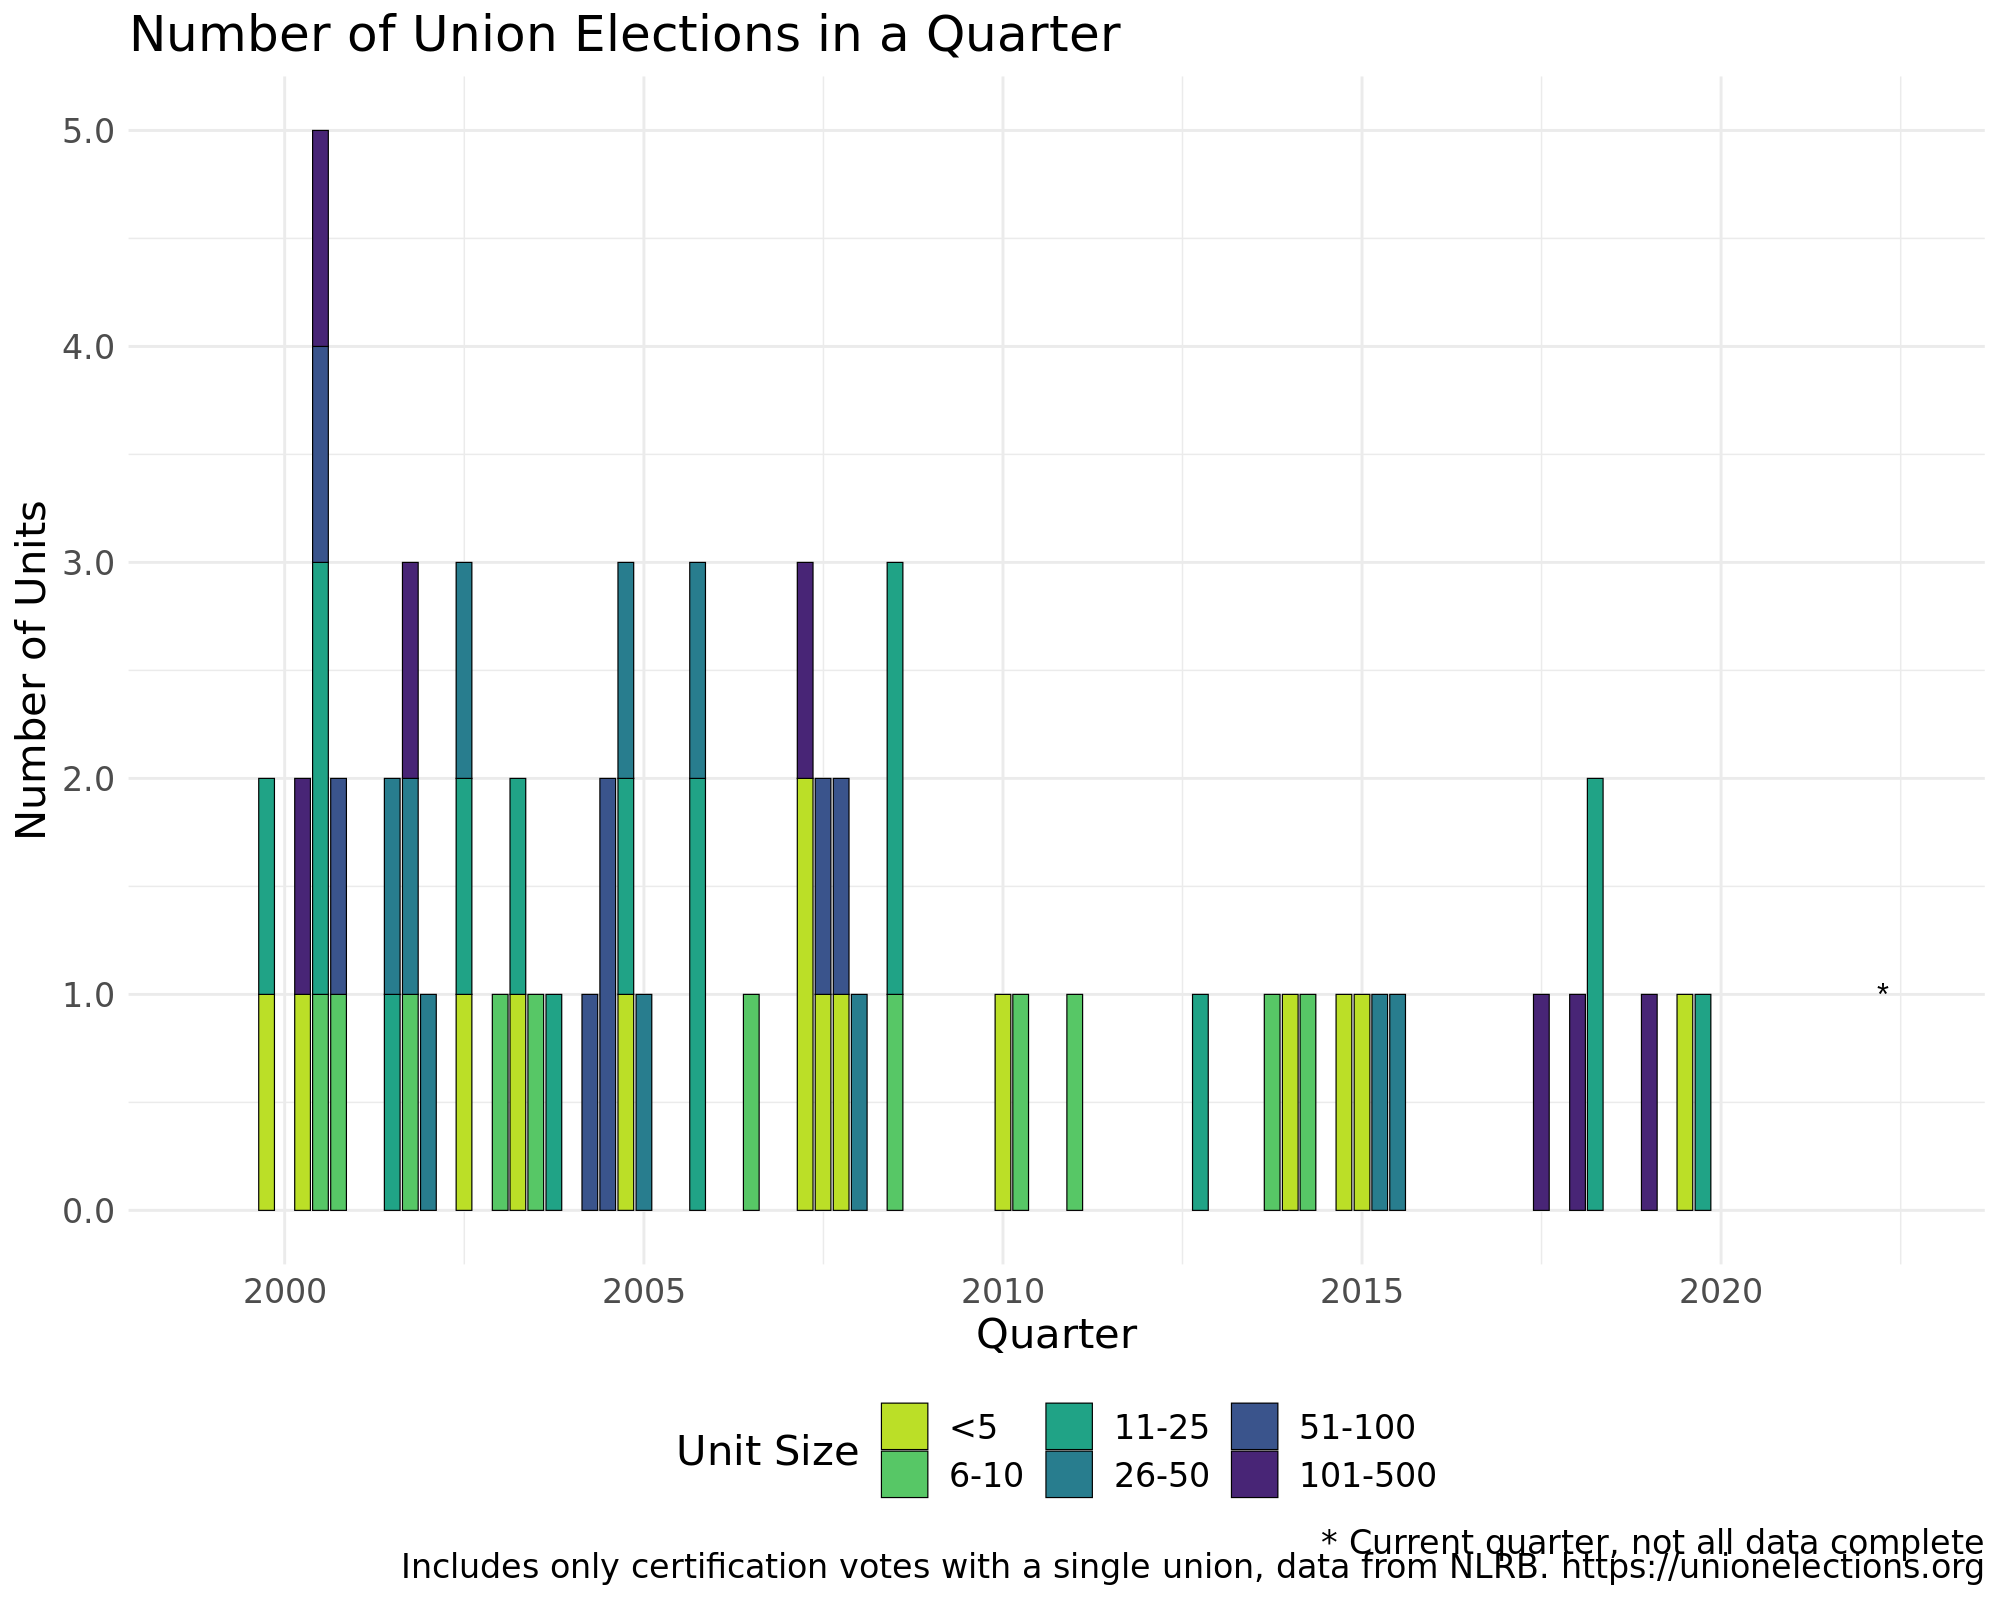 Number of Union Elections in a Quarter
Number of Units
5.0
4.0
3.0
2.0
1.0
0.0
*
2000 2005 2010 2015 2020
Quarter
Unit Size
<5 11-25 51-100
6-10 26-50 101-500
* Current quarter, not all data complete
Includes only certification votes with a single union, data from NLRB. https://unionelections.org